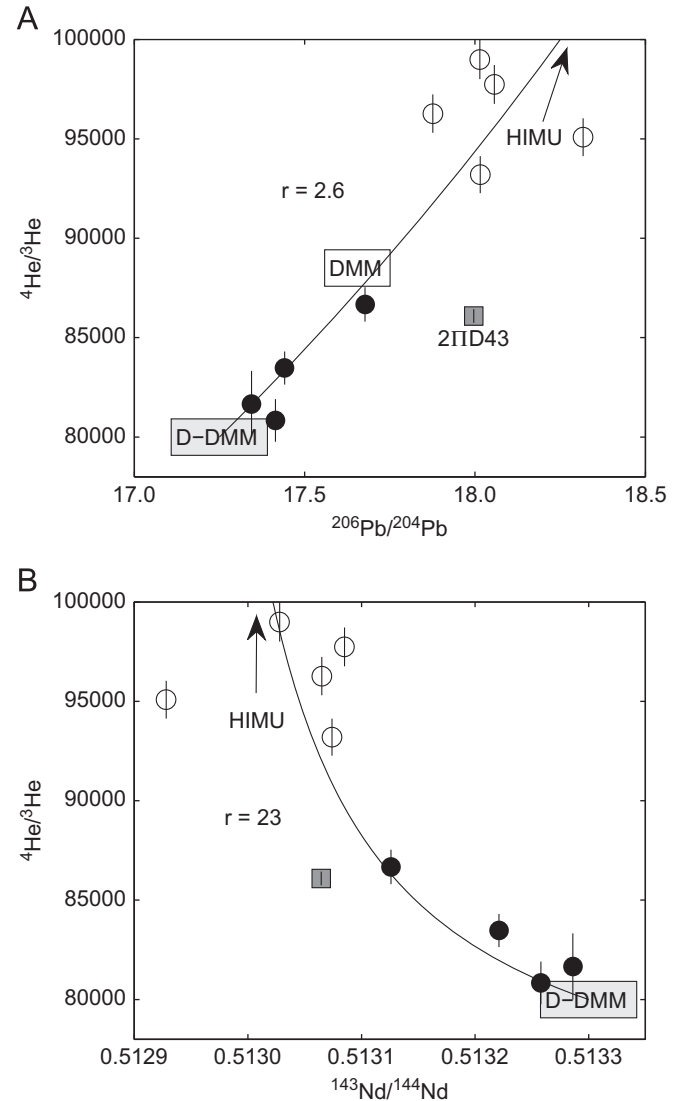 A
100000
95000
90000
85000
80000
⁴He/³He
HIMU
r = 2.6
DMM
2ΠD43
D−DMM
17.0 17.5 18.0 18.5
²⁰⁶Pb/²⁰⁴Pb
B
100000
95000
90000
85000
80000
⁴He/³He
HIMU
r = 23
D−DMM
0.5129 0.5130 0.5131 0.5132 0.5133
¹⁴³Nd/¹⁴⁴Nd